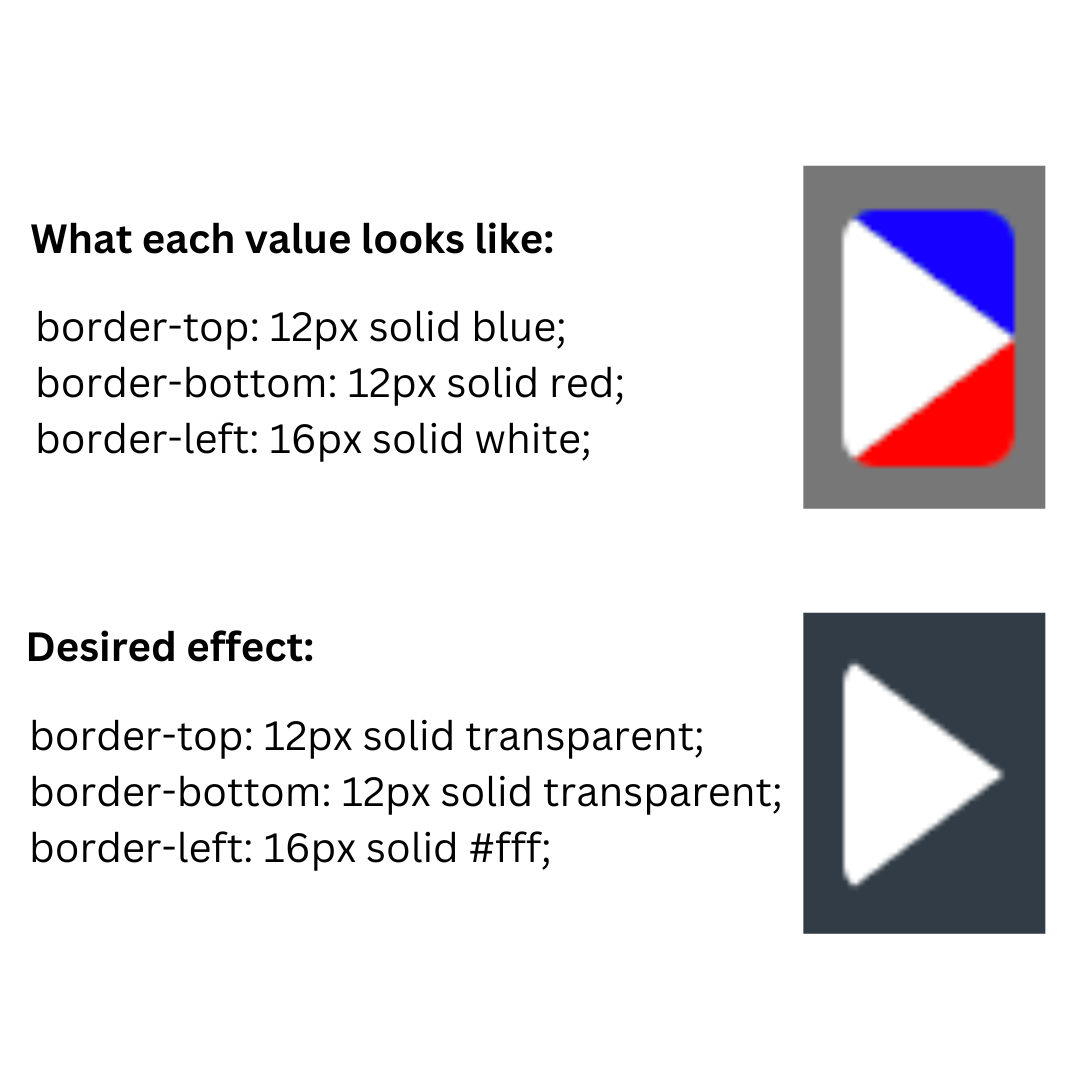 What each value looks like:
border-top: 12px solid blue;
border-bottom: 12px solid red;
border-left: 16px solid white;
Desired effect:
border-top: 12px solid transparent;
border-bottom: 12px solid transparent;
border-left: 16px solid #fff;